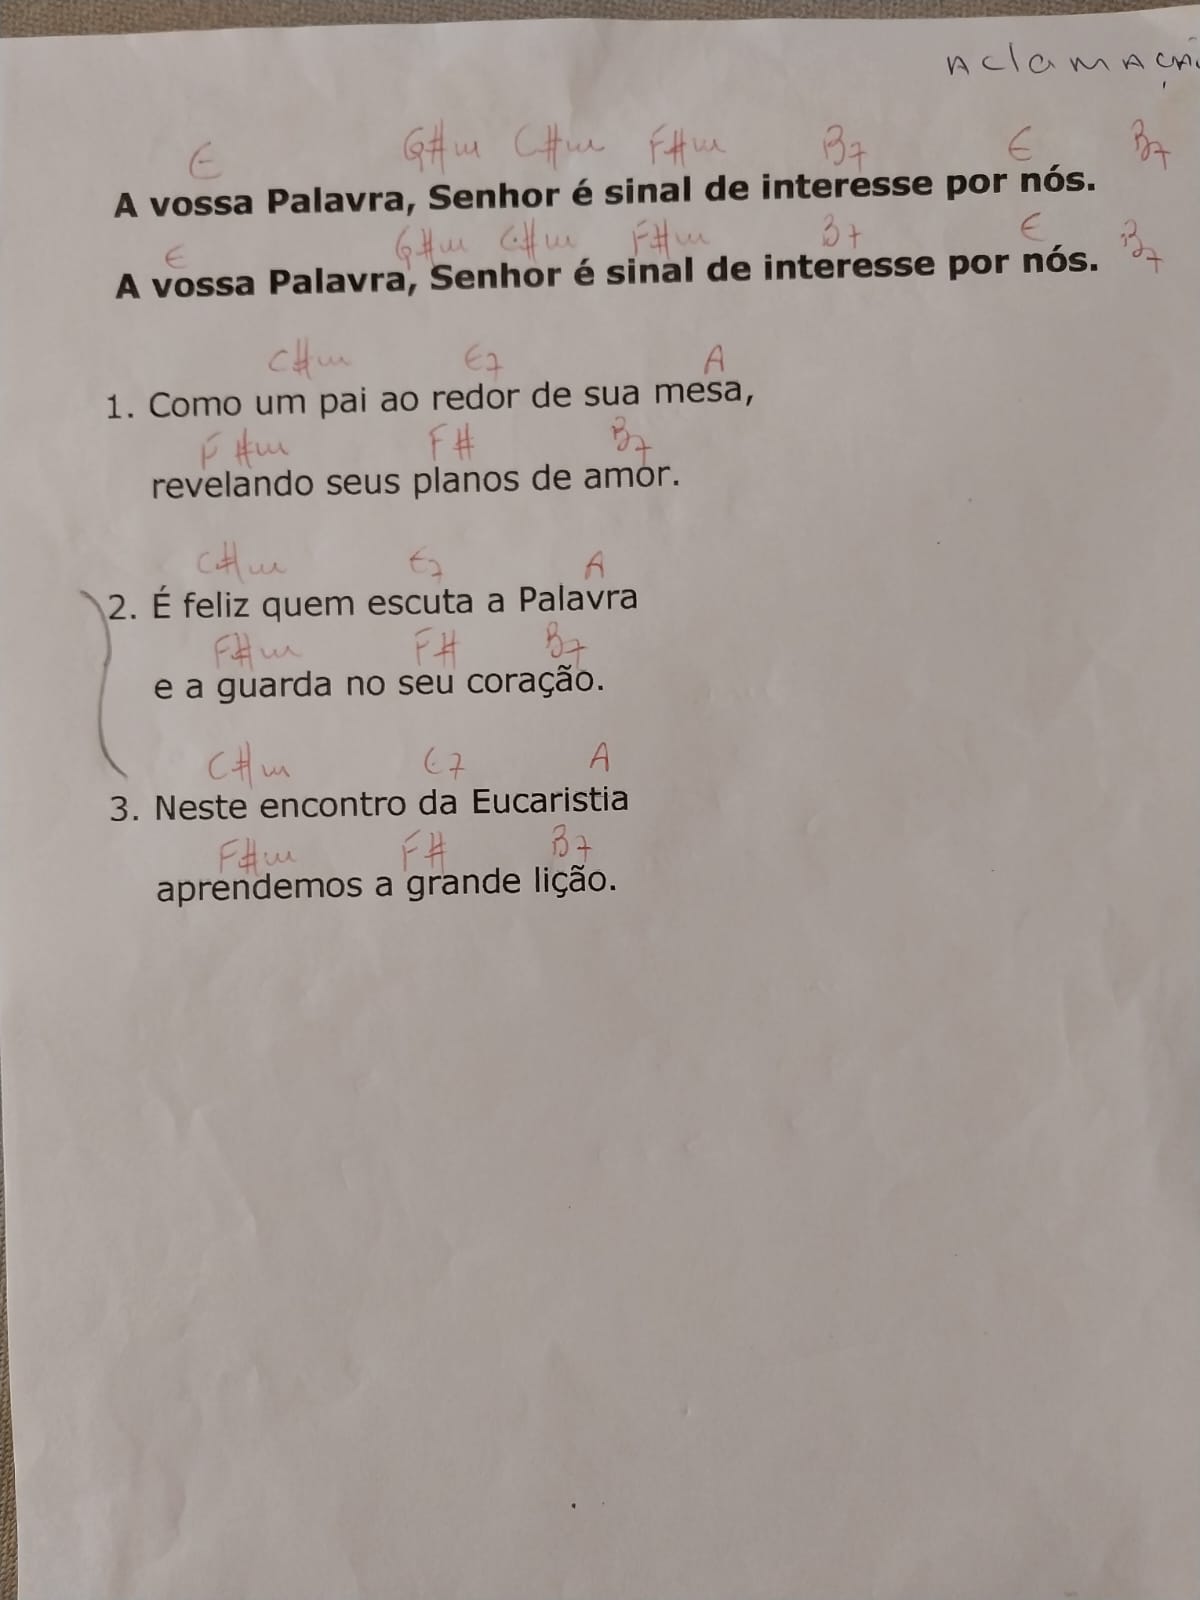 Aclamaçã
E G#m C#m F#m B7 E B7
A vossa Palavra, Senhor é sinal de interesse por nós.
E G#m C#m F#m B7 E B7
A vossa Palavra, Senhor é sinal de interesse por nós.
C#m E7 A
1. Como um pai ao redor de sua mesa,
F#m F# B7
revelando seus planos de amor.
C#m E7 A
2. É feliz quem escuta a Palavra
F#m F# B7
e a guarda no seu coração.
C#m E7 A
3. Neste encontro da Eucaristia
F#m F# B7
aprendemos a grande lição.